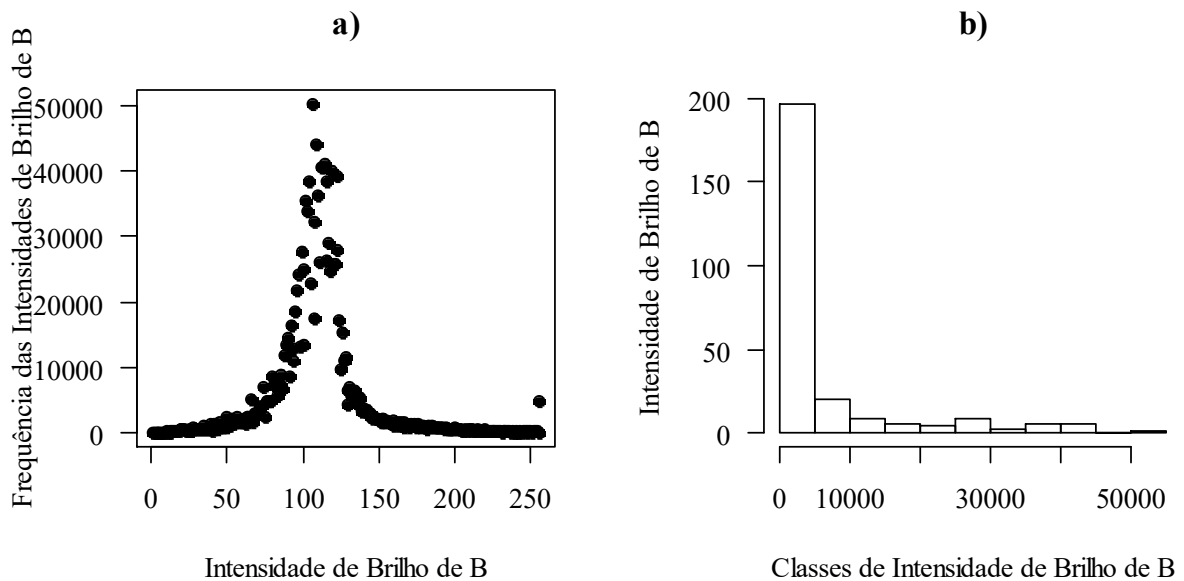 a)
Frequência das Intensidades de Brilho de B
50000
40000
30000
20000
10000
0
0 50 100 150 200 250
Intensidade de Brilho de B
b)
Intensidade de Brilho de B
200
150
200
50
0
0 10000 30000 50000
Classes de Intensidade de Brilho de B